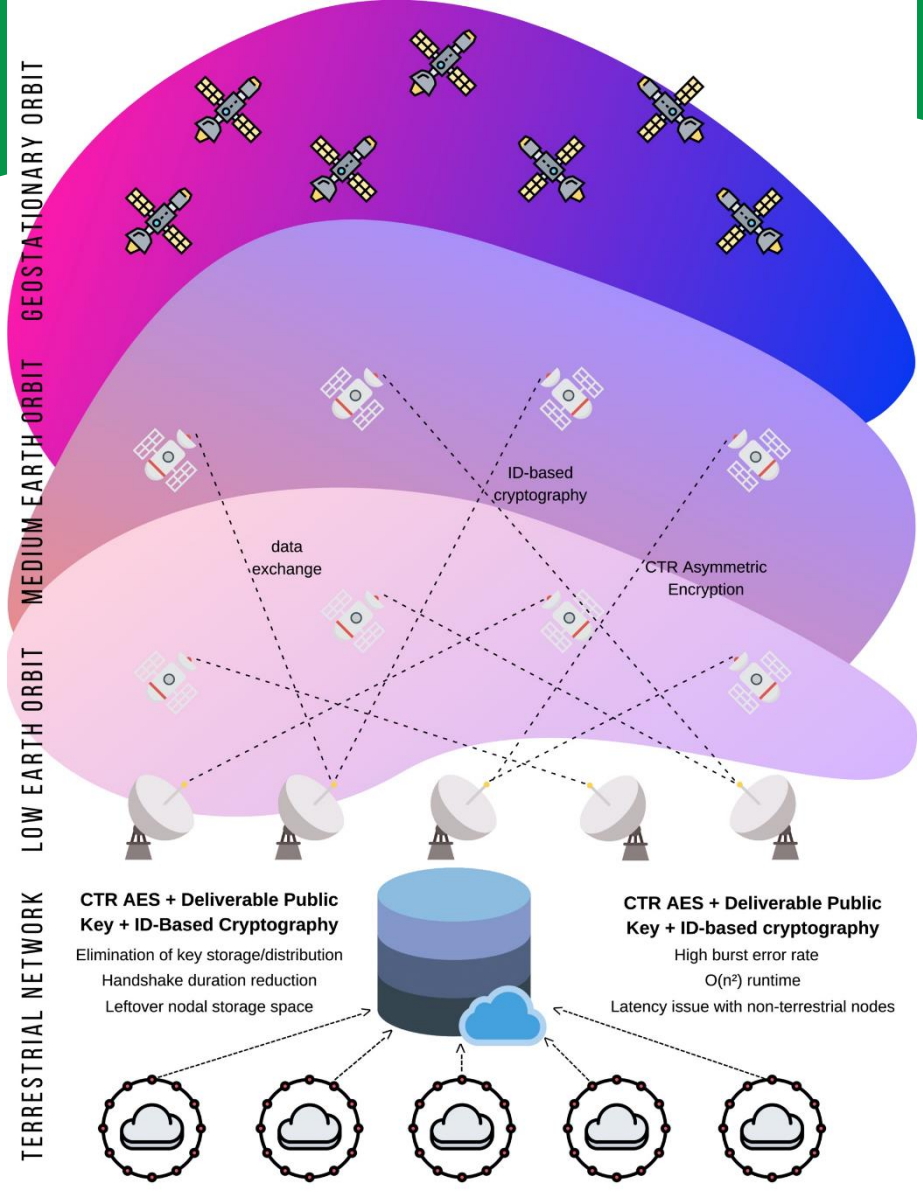 GEOSTATIONARY ORBIT
MEDIUM EARTH ORBIT
ID-based
cryptography
data
exchange
CTR Asymmetric
Encryption
LOW EARTH ORBIT
TERRESTRIAL NETWORK
CTR AES + Deliverable Public
Key + ID-Based Cryptography
Elimination of key storage/distribution
Handshake duration reduction
Leftover nodal storage space
CTR AES + Deliverable Public
Key + ID-based cryptography
High burst error rate
O(n²) runtime
Latency issue with non-terrestrial nodes